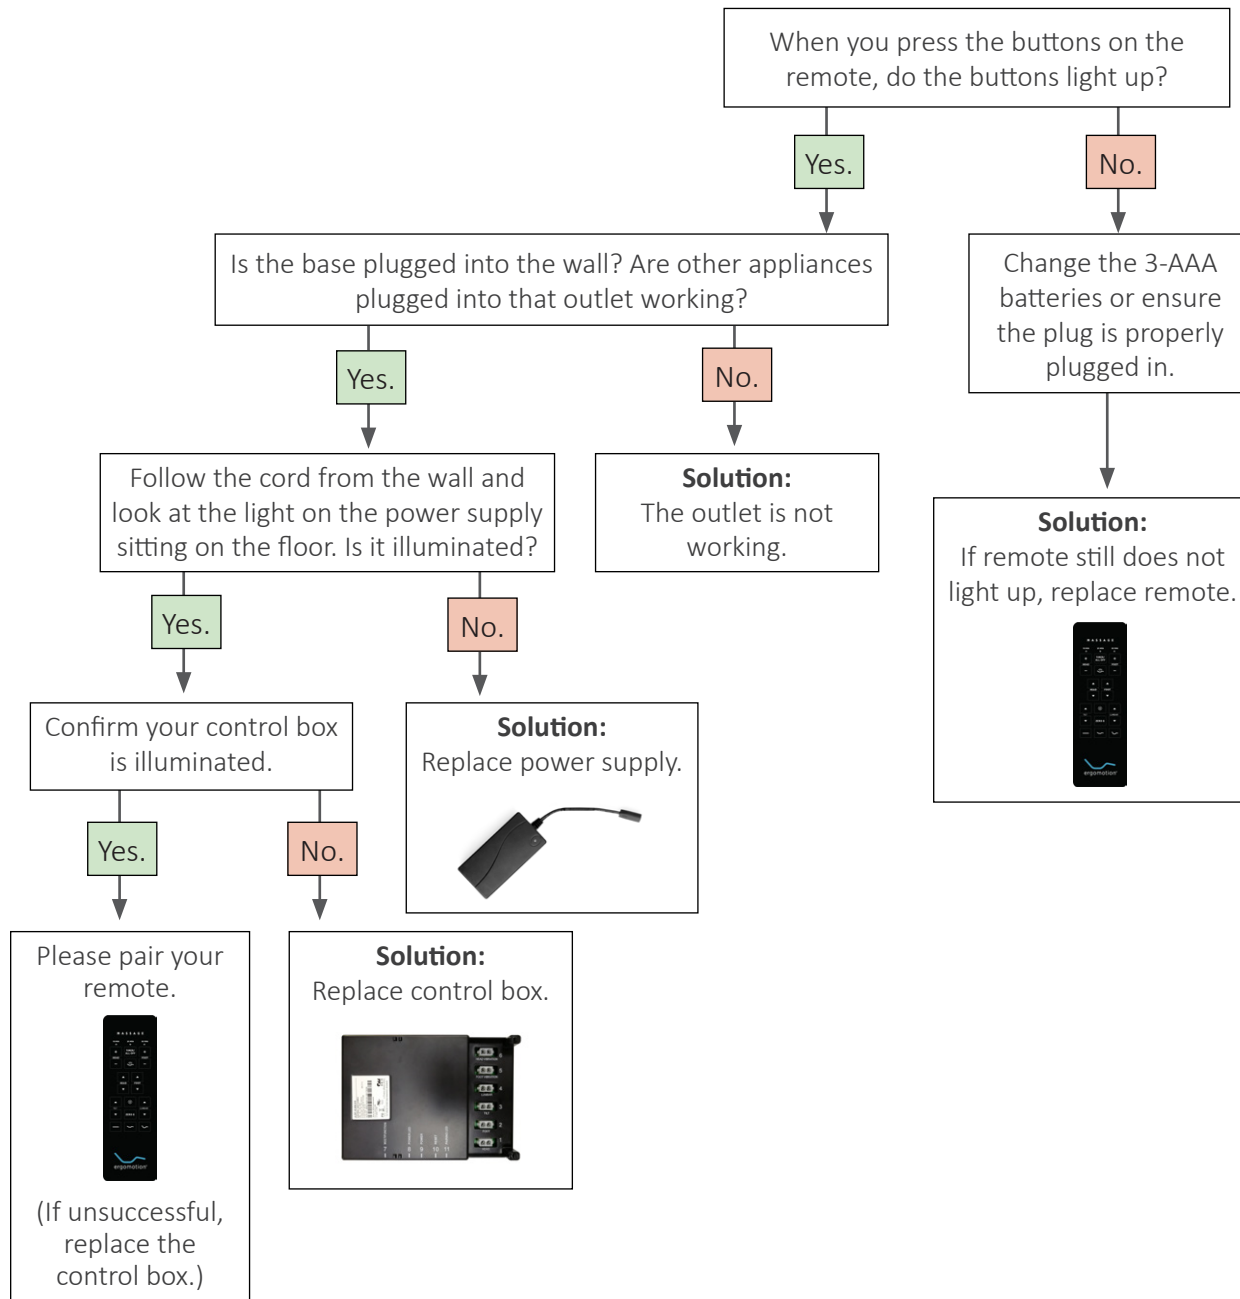 When you press the buttons on the
remote, do the buttons light up?
Yes.
No.
Is the base plugged into the wall? Are other appliances
plugged into that outlet working?
Change the 3-AAA
batteries or ensure
the plug is properly
plugged in.
Yes.
No.
Follow the cord from the wall and
look at the light on the power supply
sitting on the floor. Is it illuminated?
Solution:
The outlet is not
working.
Solution:
If remote still does not
light up, replace remote.
MASSAGE
ergomotion
Yes.
No.
Confirm your control box
is illuminated.
Solution:
Replace power supply.
Yes.
No.
Please pair your
remote.
MASSAGE
ergomotion
(If unsuccessful,
replace the
control box.)
Solution:
Replace control box.